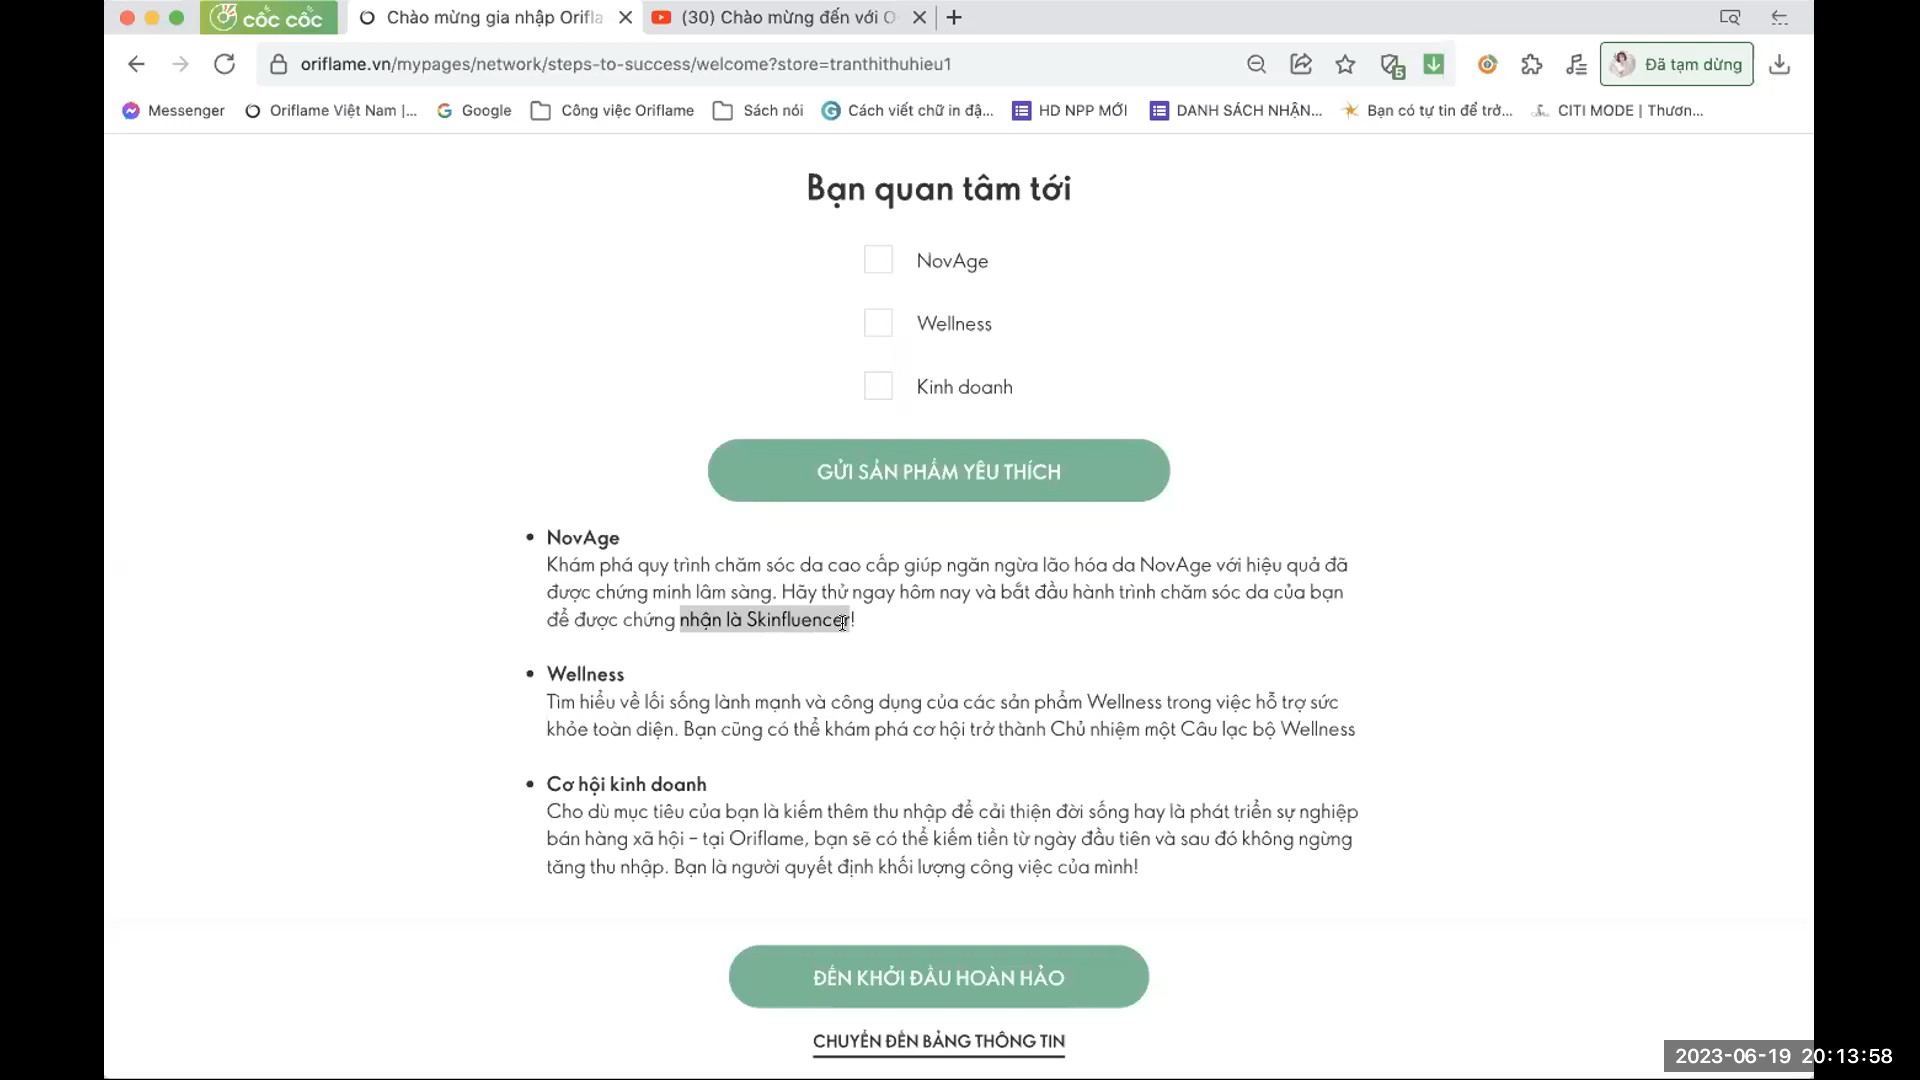 cốc cốc
Chào mừng gia nhập Orifla
(30) Chào mừng đến với O
oriflame.vn/mypages/network/steps-to-success/welcome?store=tranthithuhieu1
5
Đã tạm dừng
Messenger
Oriflame Việt Nam |...
Google
Công việc Oriflame
Sách nói
Cách viết chữ in đậ...
HD NPP MỚI
DANH SÁCH NHẬN...
Bạn có tự tin để trở...
CITI MODE | Thươn...
Bạn quan tâm tới
NovAge
Wellness
Kinh doanh
GỬI SẢN PHẨM YÊU THÍCH
• NovAge
Khám phá quy trình chăm sóc da cao cấp giúp ngăn ngừa lão hóa da NovAge với hiệu quả đã
được chứng minh lâm sàng. Hãy thử ngay hôm nay và bắt đầu hành trình chăm sóc da của bạn
để được chứng nhận là Skinfluencer!
• Wellness
Tìm hiểu về lối sống lành mạnh và công dụng của các sản phẩm Wellness trong việc hỗ trợ sức
khỏe toàn diện. Bạn cũng có thể khám phá cơ hội trở thành Chủ nhiệm một Câu lạc bộ Wellness
• Cơ hội kinh doanh
Cho dù mục tiêu của bạn là kiếm thêm thu nhập để cải thiện đời sống hay là phát triển sự nghiệp
bán hàng xã hội – tại Oriflame, bạn sẽ có thể kiếm tiền từ ngày đầu tiên và sau đó không ngừng
tăng thu nhập. Bạn là người quyết định khối lượng công việc của mình!
ĐẾN KHỞI ĐẦU HOÀN HẢO
CHUYỂN ĐẾN BẢNG THÔNG TIN
2023-06-19 20:13:58